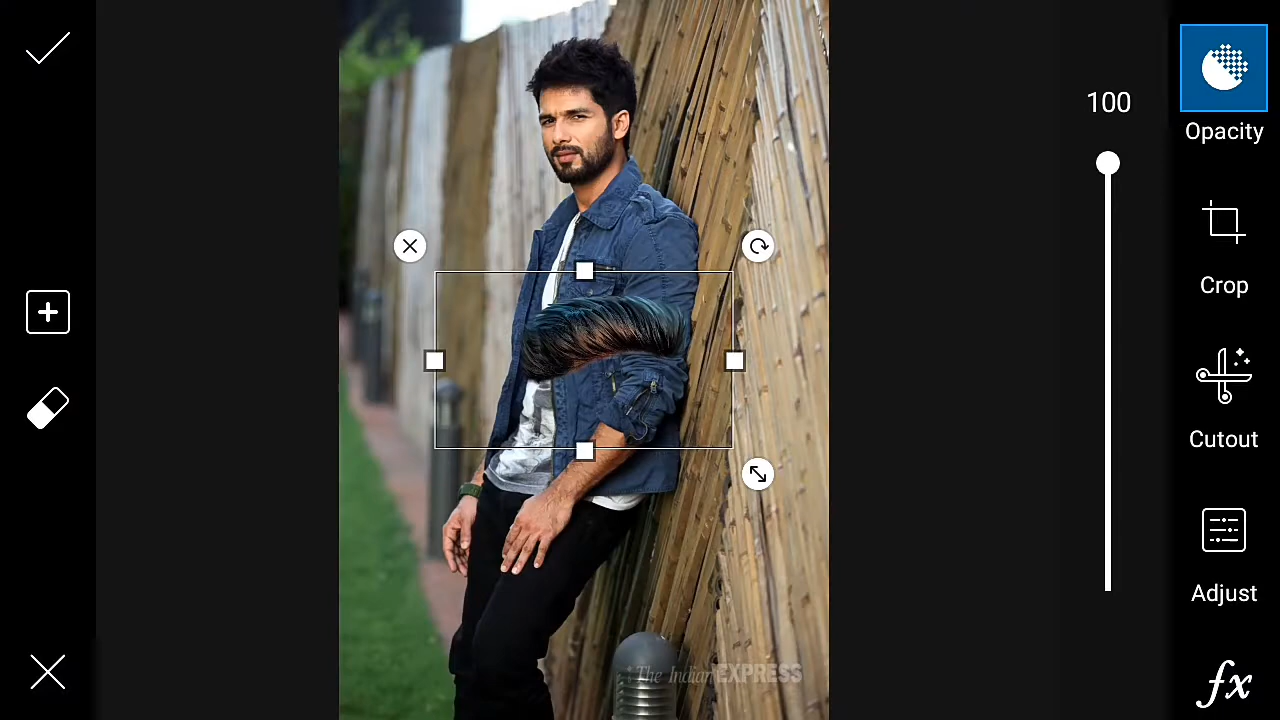 100
Opacity
Crop
Cutout
Adjust
fx
The Indian EXPRESS